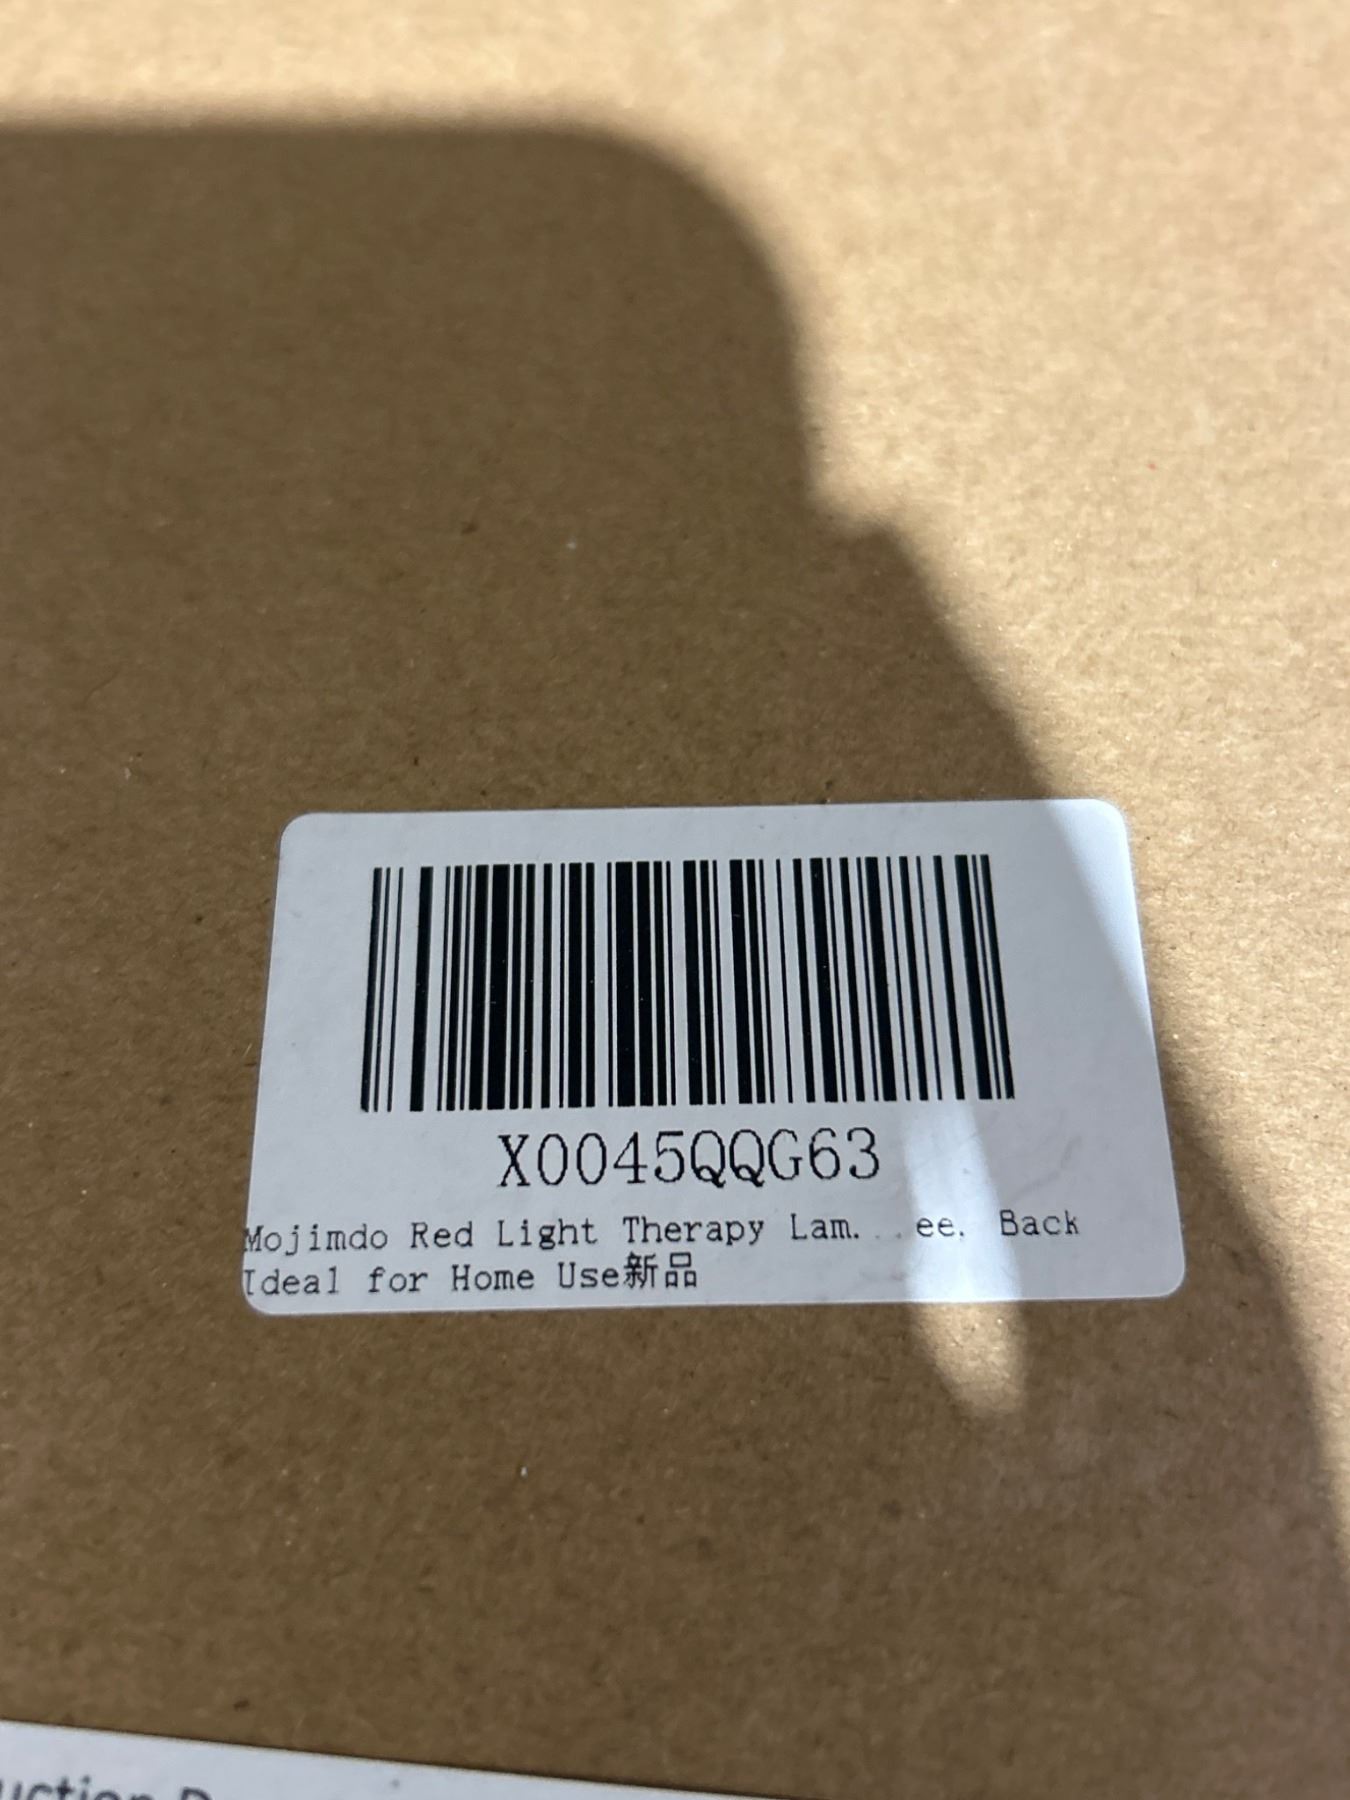 X0045QQG63
Mojimdo Red Light Therapy Lam...ee, Back
Ideal for Home Use新品